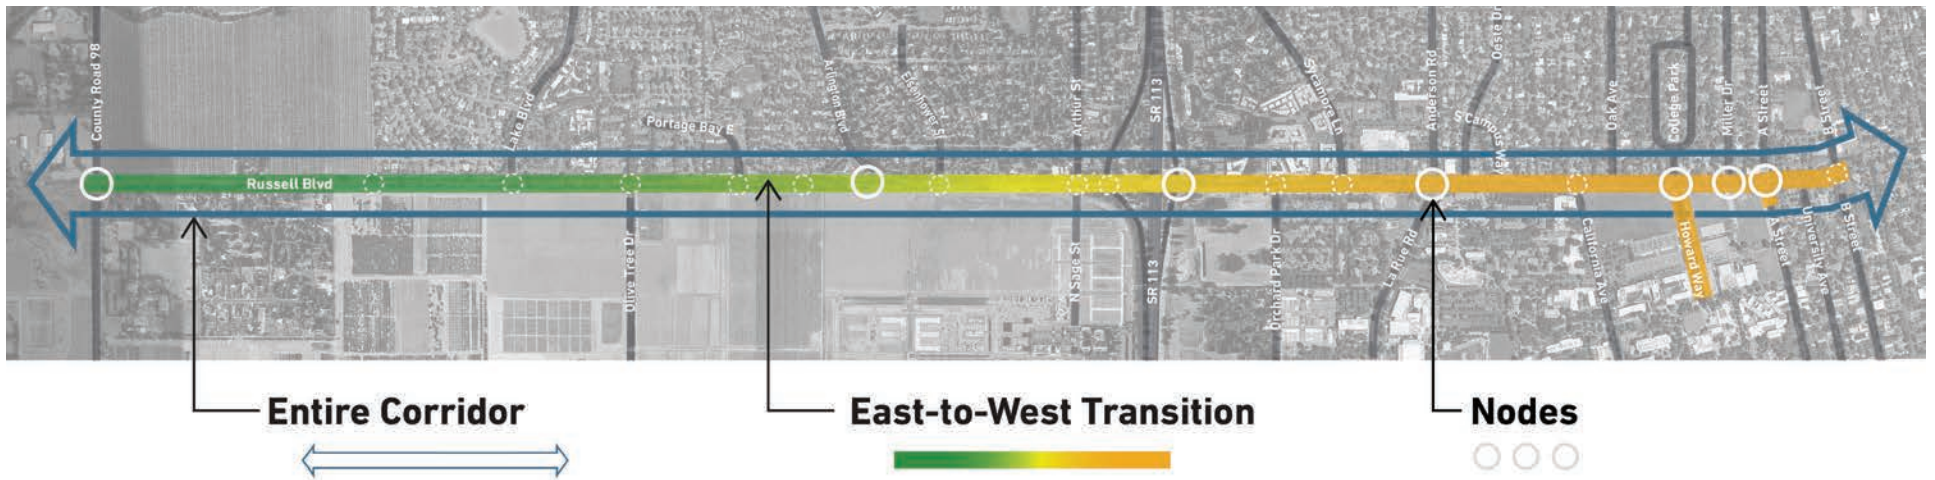 County Road 98
Lake Blvd
Portage Bay E
Arlington Blvd
Eisenhower St
Arthur St
SR 113
Sycamore Ln
Anderson Rd
Oeste Dr
S Campus Way
Oak Ave
College Park
Miller Dr
A Street
B Street
Russell Blvd
Olive Tree Dr
N Sage St
SR 113
Orchard Park Dr
La Rue Rd
California Ave
Howard Way
A Street
University Ave
B Street
Entire Corridor
East-to-West Transition
Nodes